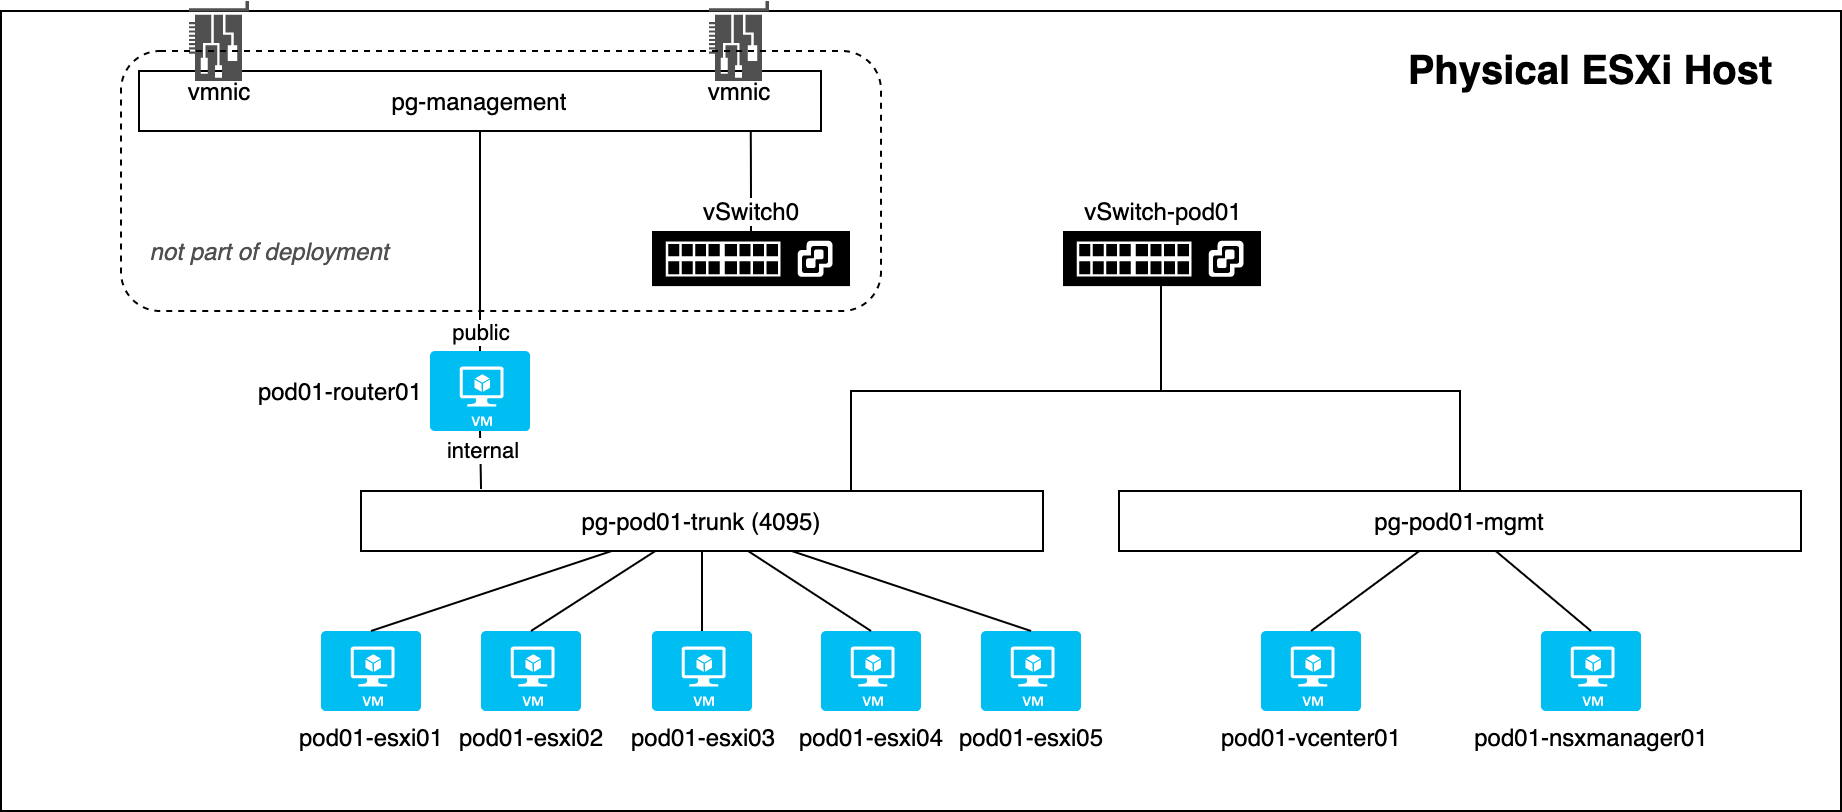 Physical ESXi Host
vmnic
vmnic
pg-management
vSwitch0
vSwitch-pod01
not part of deployment
public
pod01-router01
VM
internal
pg-pod01-trunk (4095)
pg-pod01-mgmt
VM
VM
VM
VM
VM
VM
VM
pod01-esxi01
pod01-esxi02
pod01-esxi03
pod01-esxi04
pod01-esxi05
pod01-vcenter01
pod01-nsxmanager01